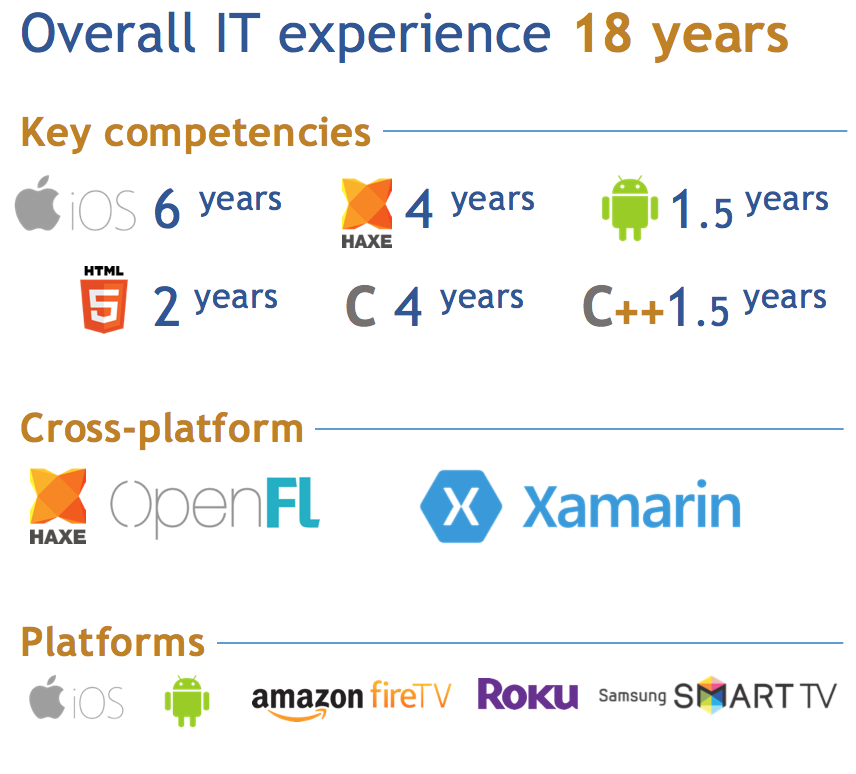 Overall IT experience 18 years
Key competencies
iOS 6 years HAXE 4 years 1.5 years
HTML 5 2 years C 4 years C++ 1.5 years
Cross-platform
HAXE OpenFL X Xamarin
Platforms
iOS amazon fireTV ROKU Samsung SMART TV